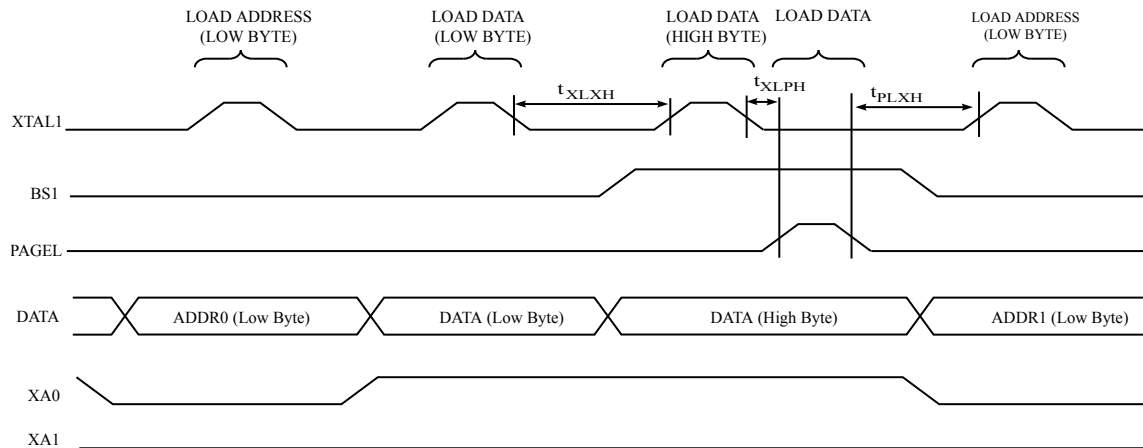 LOAD ADDRESS
(LOW BYTE)
LOAD DATA
(LOW BYTE)
LOAD DATA
(HIGH BYTE)
LOAD DATA
LOAD ADDRESS
(LOW BYTE)
tXLXH
tXLPH
tPLXH
XTAL1
BS1
PAGEL
DATA
ADDR0 (Low Byte)
DATA (Low Byte)
DATA (High Byte)
ADDR1 (Low Byte)
XA0
XA1